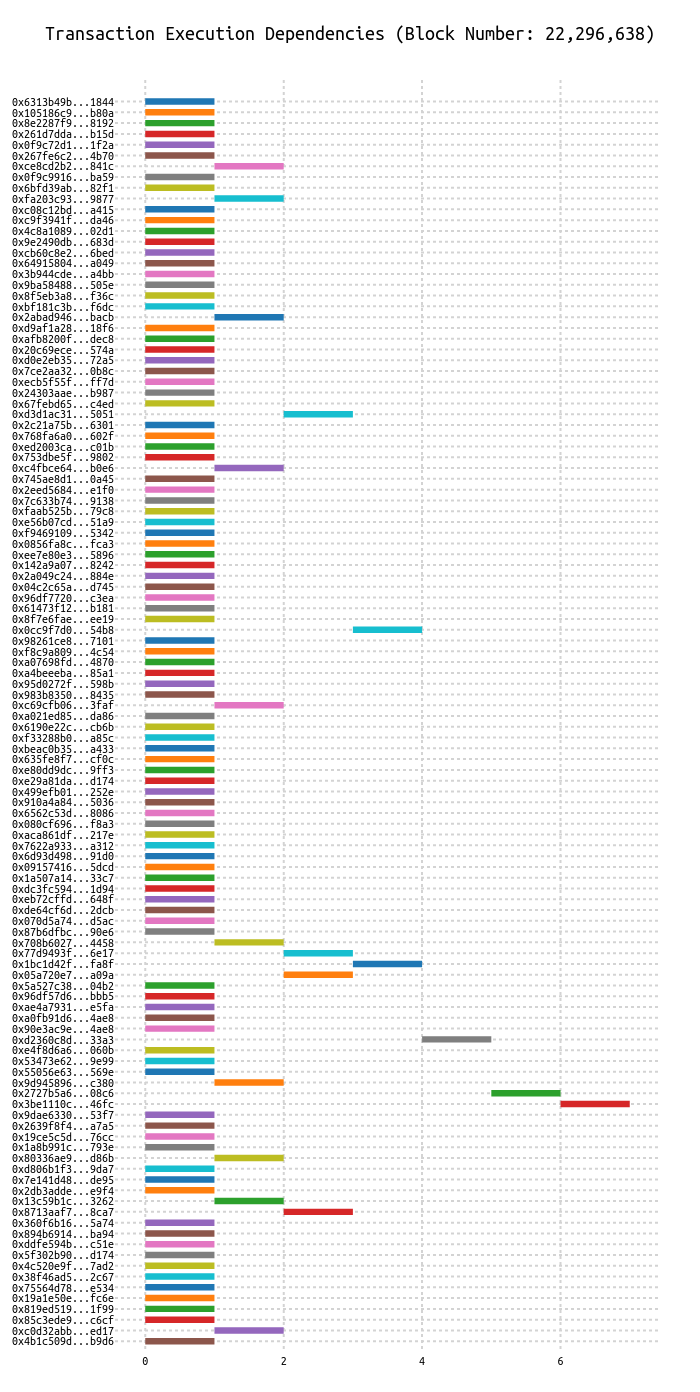 Transaction Execution Dependencies (Block Number: 22,296,638)
0x6313b49b...1844
0x105186c9...b80a
0x8e2287f9...8192
0x261d7dda...b15d
0x0f9c72d1...1f2a
0x267fe6c2...4b70
0xce8cd2b2...841c
0x0f9c9916...ba59
0x6bfd39ab...82f1
0xfa203c93...9877
0xc08c12bd...a415
0xc9f3941f...da46
0x4c8a1089...02d1
0x9e2490db...683d
0xcb60c8e2...6bed
0x64915804...a049
0x3b944cde...a4bb
0x9ba58488...505e
0x8f5eb3a8...f36c
0xbf181c3b...f6dc
0x2abad946...bacb
0xd9af1a28...18f6
0xafb8200f...dec8
0x20c69ece...574a
0xd0e2eb35...72a5
0x7ce2aa32...0b8c
0xecb5f55f...ff7d
0x24303aae...b987
0x67febd65...c4ed
0xd3d1ac31...5051
0x2c21a75b...6301
0x768fa6a0...602f
0xed2003ca...c01b
0x753dbe5f...9802
0xc4fbce64...b0e6
0x745ae8d1...0a45
0x2eed5684...e1f0
0x7c633b74...9138
0xfaab525b...79c8
0xe56b07cd...51a9
0xf9469109...5342
0x0856fa8c...fca3
0xee7e80e3...5896
0x142a9a07...8242
0x2a049c24...884e
0x04c2c65a...d745
0x96df7720...c3ea
0x61473f12...b181
0x8f7e6fae...ee19
0x0cc9f7d0...54b8
0x98261ce8...7101
0xf8c9a809...4c54
0xa07698fd...4870
0xa4beeeba...85a1
0x95d0272f...598b
0x983b8350...8435
0xc69cfb06...3faf
0xa021ed85...da86
0x6190e22c...cb6b
0xf33288b0...a85c
0xbeac0b35...a433
0x635fe8f7...cf0c
0xe80dd9dc...9ff3
0xe29a81da...d174
0x499efb01...252e
0x910a4a84...5036
0x6562c53d...8086
0x080cf696...f8a3
0xaca861df...217e
0x7622a933...a312
0x6d93d498...91d0
0x09157416...5dcd
0x1a507a14...33c7
0xdc3fc594...1d94
0xeb72cffd...648f
0xde64cf6d...2dcb
0x070d5a74...d5ac
0x87b6dfbc...90e6
0x708b6027...4458
0x77d9493f...6e17
0x1bc1d42f...fa8f
0x05a720e7...a09a
0x5a527c38...04b2
0x96df57d6...bbb5
0xae4a7931...e5fa
0xa0fb91d6...4ae8
0x90e3ac9e...4ae8
0xd2360c8d...33a3
0xe4f8d6a6...060b
0x53473e62...9e99
0x55056e63...569e
0x9d945896...c380
0x2727b5a6...08c6
0x3be1110c...46fc
0x9dae6330...53f7
0x2639f8f4...a7a5
0x19ce5c5d...76cc
0x1a8b991c...793e
0x80336ae9...d86b
0xd806b1f3...9da7
0x7e141d48...de95
0x2db3adde...e9f4
0x13c59b1c...3262
0x8713aaf7...8ca7
0x360f6b16...5a74
0x894b6914...ba94
0xddfe594b...c51e
0x5f302b90...d174
0x4c520e9f...7ad2
0x38f46ad5...2c67
0x75564d78...e534
0x19a1e50e...fc6e
0x819ed519...1f99
0x85c3ede9...c6cf
0xc0d32abb...ed17
0x4b1c509d...b9d6
0 2 4 6